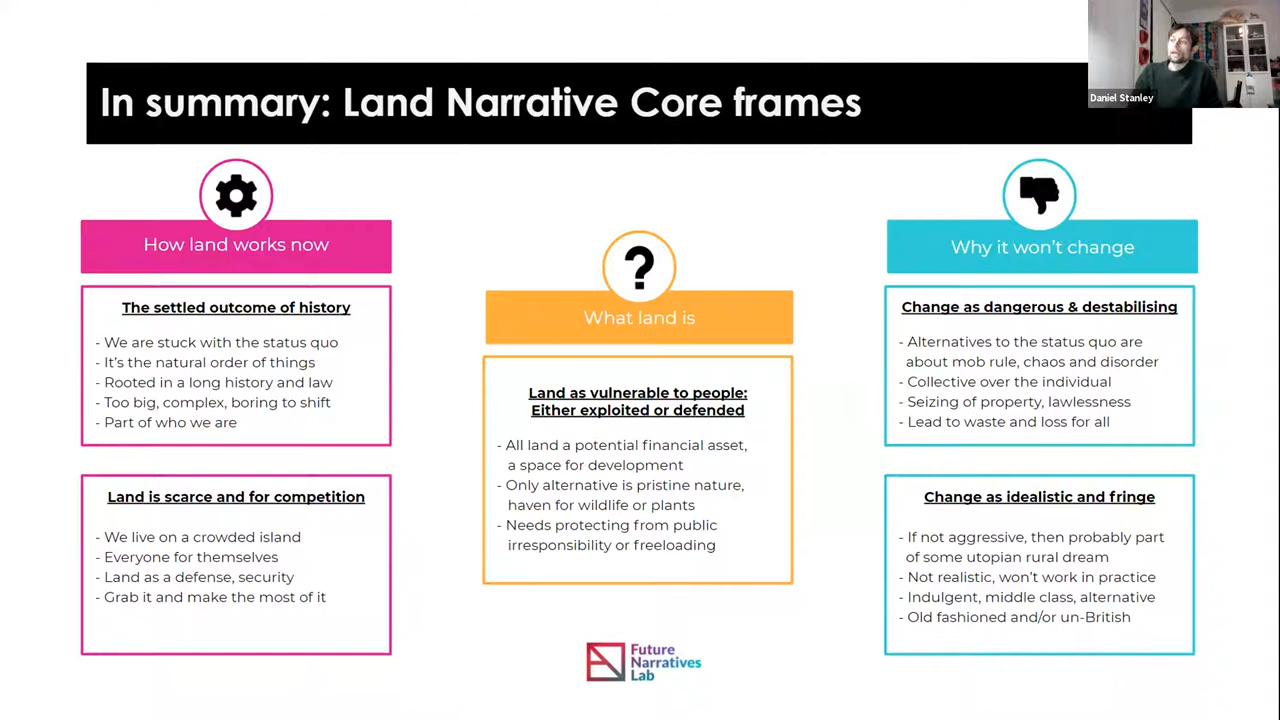 In summary: Land Narrative Core frames
Daniel Stanley
How land works now
The settled outcome of history
- We are stuck with the status quo
- It's the natural order of things
- Rooted in a long history and law
- Too big, complex, boring to shift
- Part of who we are
Land is scarce and for competition
- We live on a crowded island
- Everyone for themselves
- Land as a defense, security
- Grab it and make the most of it
?
What land is
Land as vulnerable to people:
Either exploited or defended
- All land a potential financial asset,
a space for development
- Only alternative is pristine nature,
haven for wildlife or plants
- Needs protecting from public
irresponsibility or freeloading
Why it won't change
Change as dangerous & destabilising
- Alternatives to the status quo are
about mob rule, chaos and disorder
- Collective over the individual
- Seizing of property, lawlessness
- Lead to waste and loss for all
Change as idealistic and fringe
- If not aggressive, then probably part
of some utopian rural dream
- Not realistic, won't work in practice
- Indulgent, middle class, alternative
- Old fashioned and/or un-British
Future
Narratives
Lab